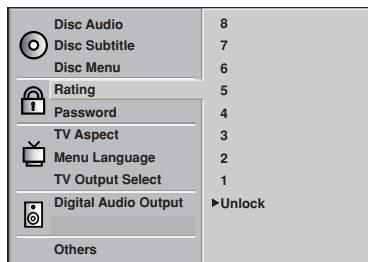 Disc Audio
Disc Subtitle
Disc Menu
Rating
Password
TV Aspect
Menu Language
TV Output Select
Digital Audio Output
Others
8
7
6
5
4
3
2
1
Unlock